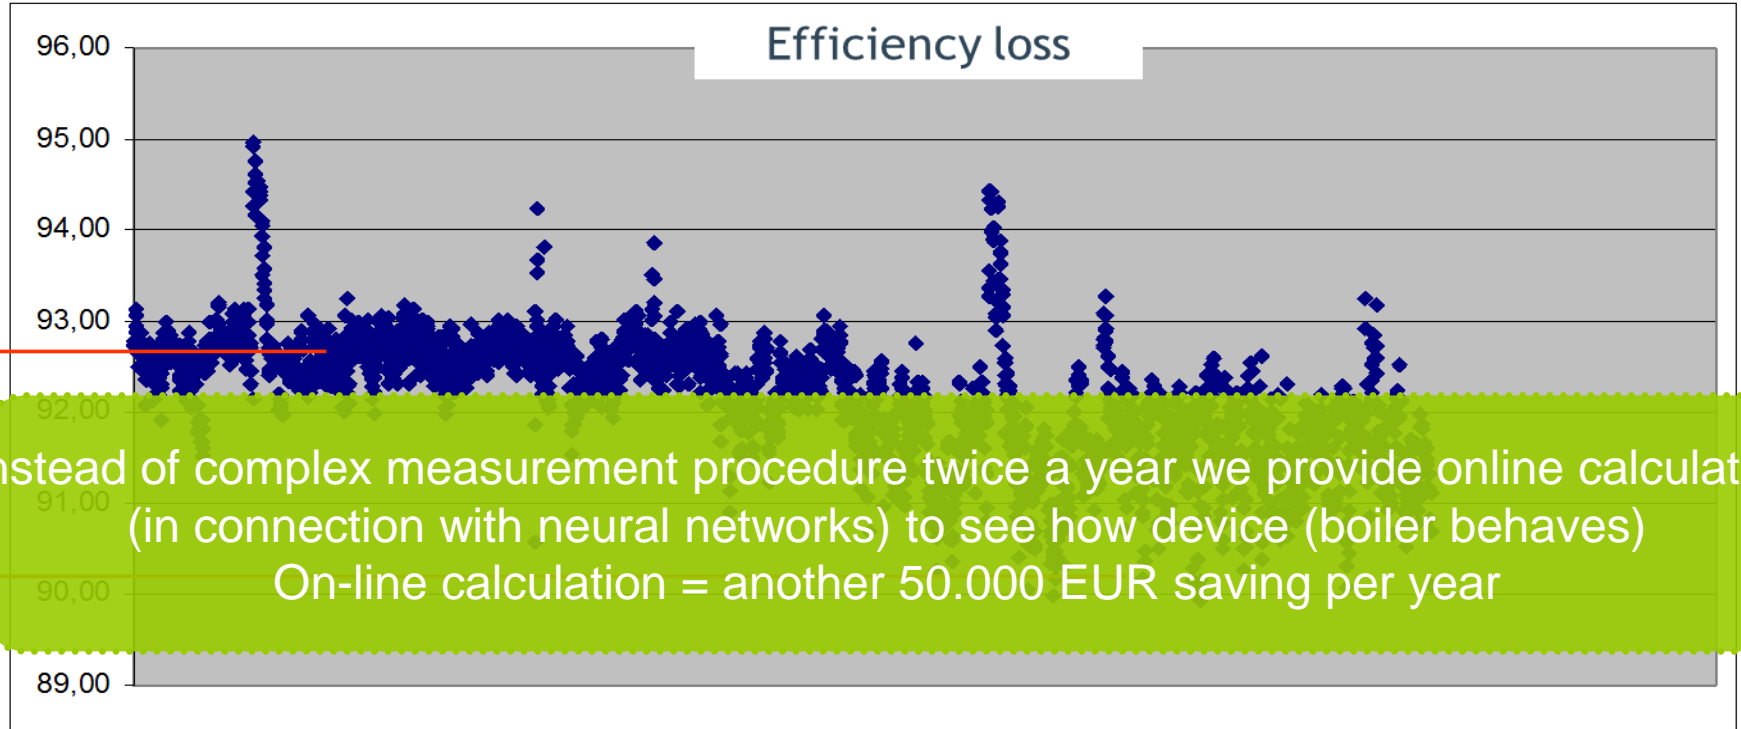 Efficiency loss
96,00
95,00
94,00
93,00
92,00
91,00
90,00
89,00
nstead of complex measurement procedure twice a year we provide online calculat
(in connection with neural networks) to see how device (boiler behaves)
On-line calculation = another 50.000 EUR saving per year